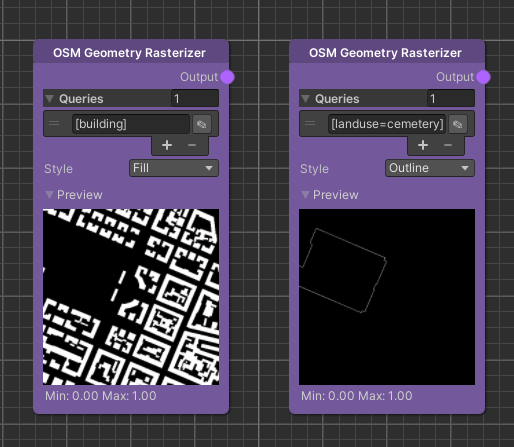 OSM Geometry Rasterizer
Output
Queries 1
[building]
+ −
Style Fill
Preview
Min: 0.00 Max: 1.00
OSM Geometry Rasterizer
Output
Queries 1
[landuse=cemetery]
+ −
Style Outline
Preview
Min: 0.00 Max: 1.00